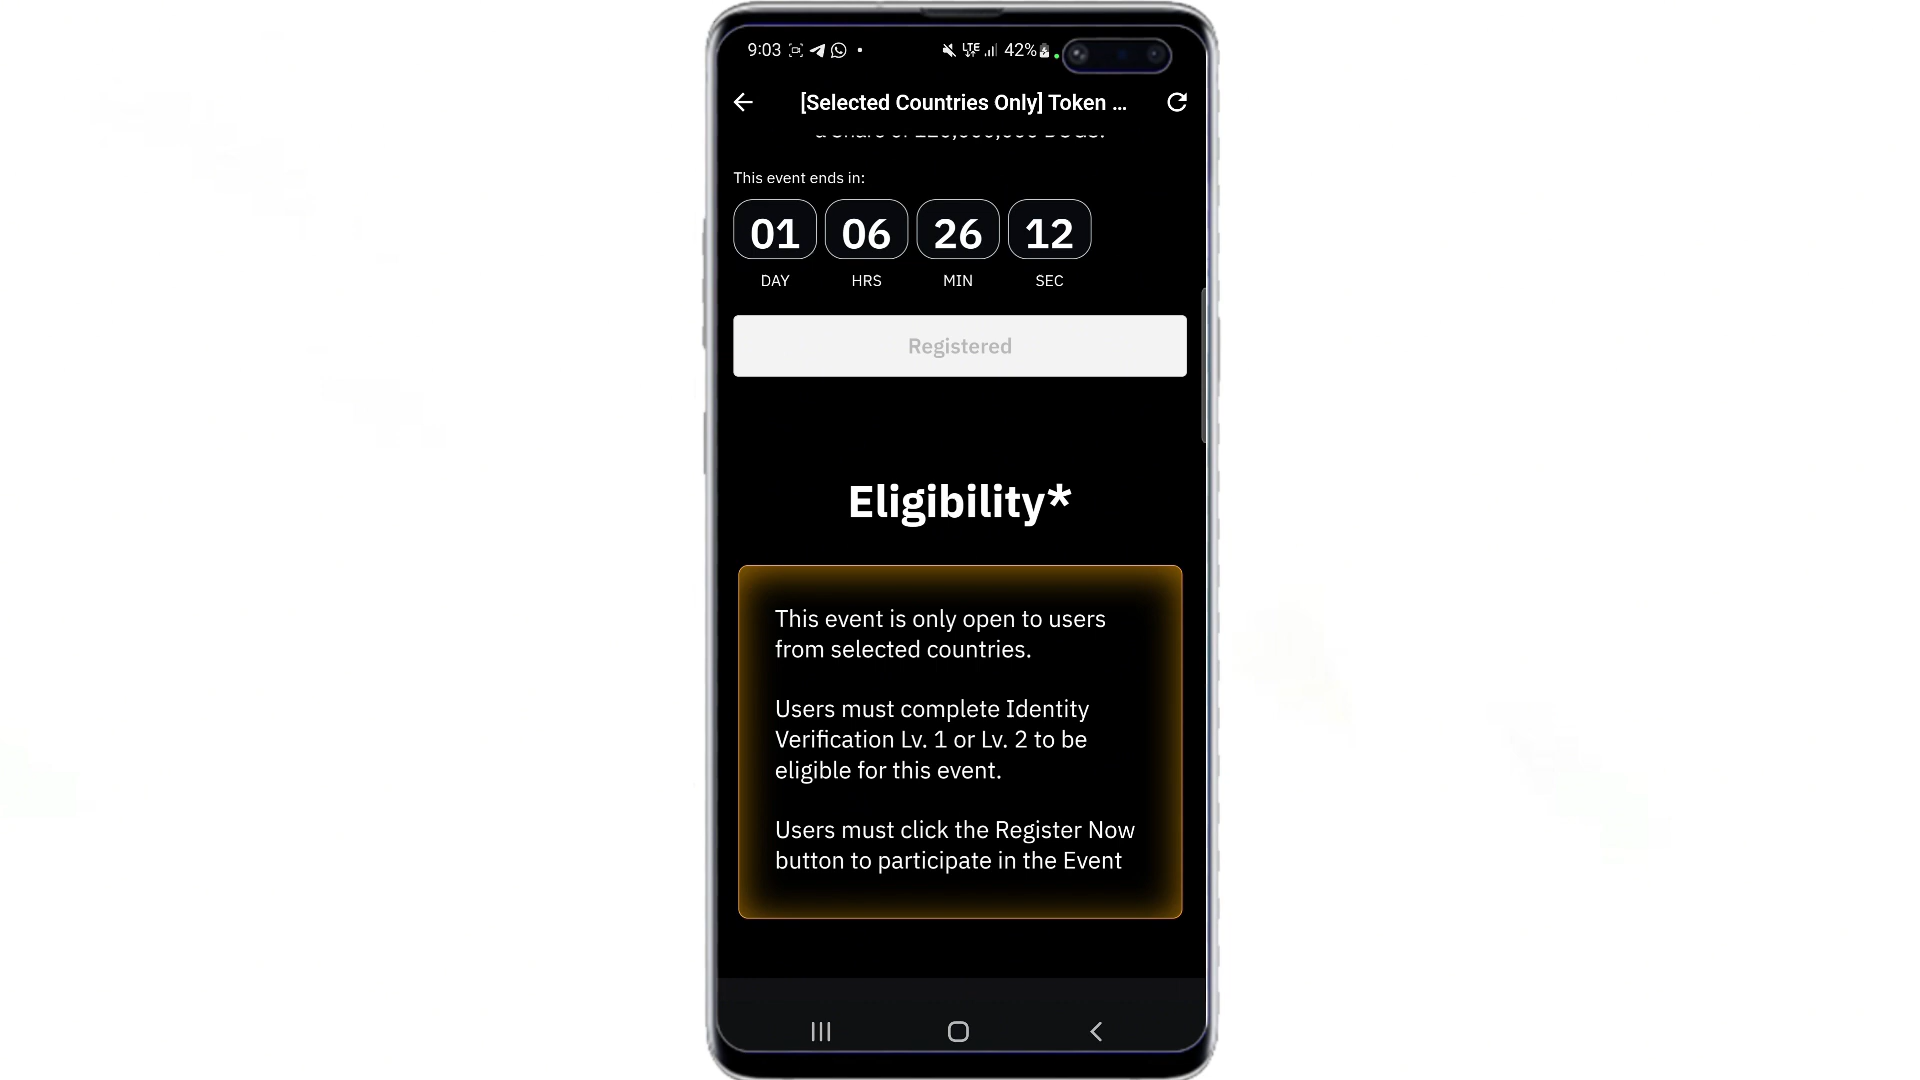 9:03
LTE 42%
[Selected Countries Only] Token ...
This event ends in:
01 06 26 12
DAY HRS MIN SEC
Registered
Eligibility*
This event is only open to users
from selected countries.
Users must complete Identity
Verification Lv. 1 or Lv. 2 to be
eligible for this event.
Users must click the Register Now
button to participate in the Event